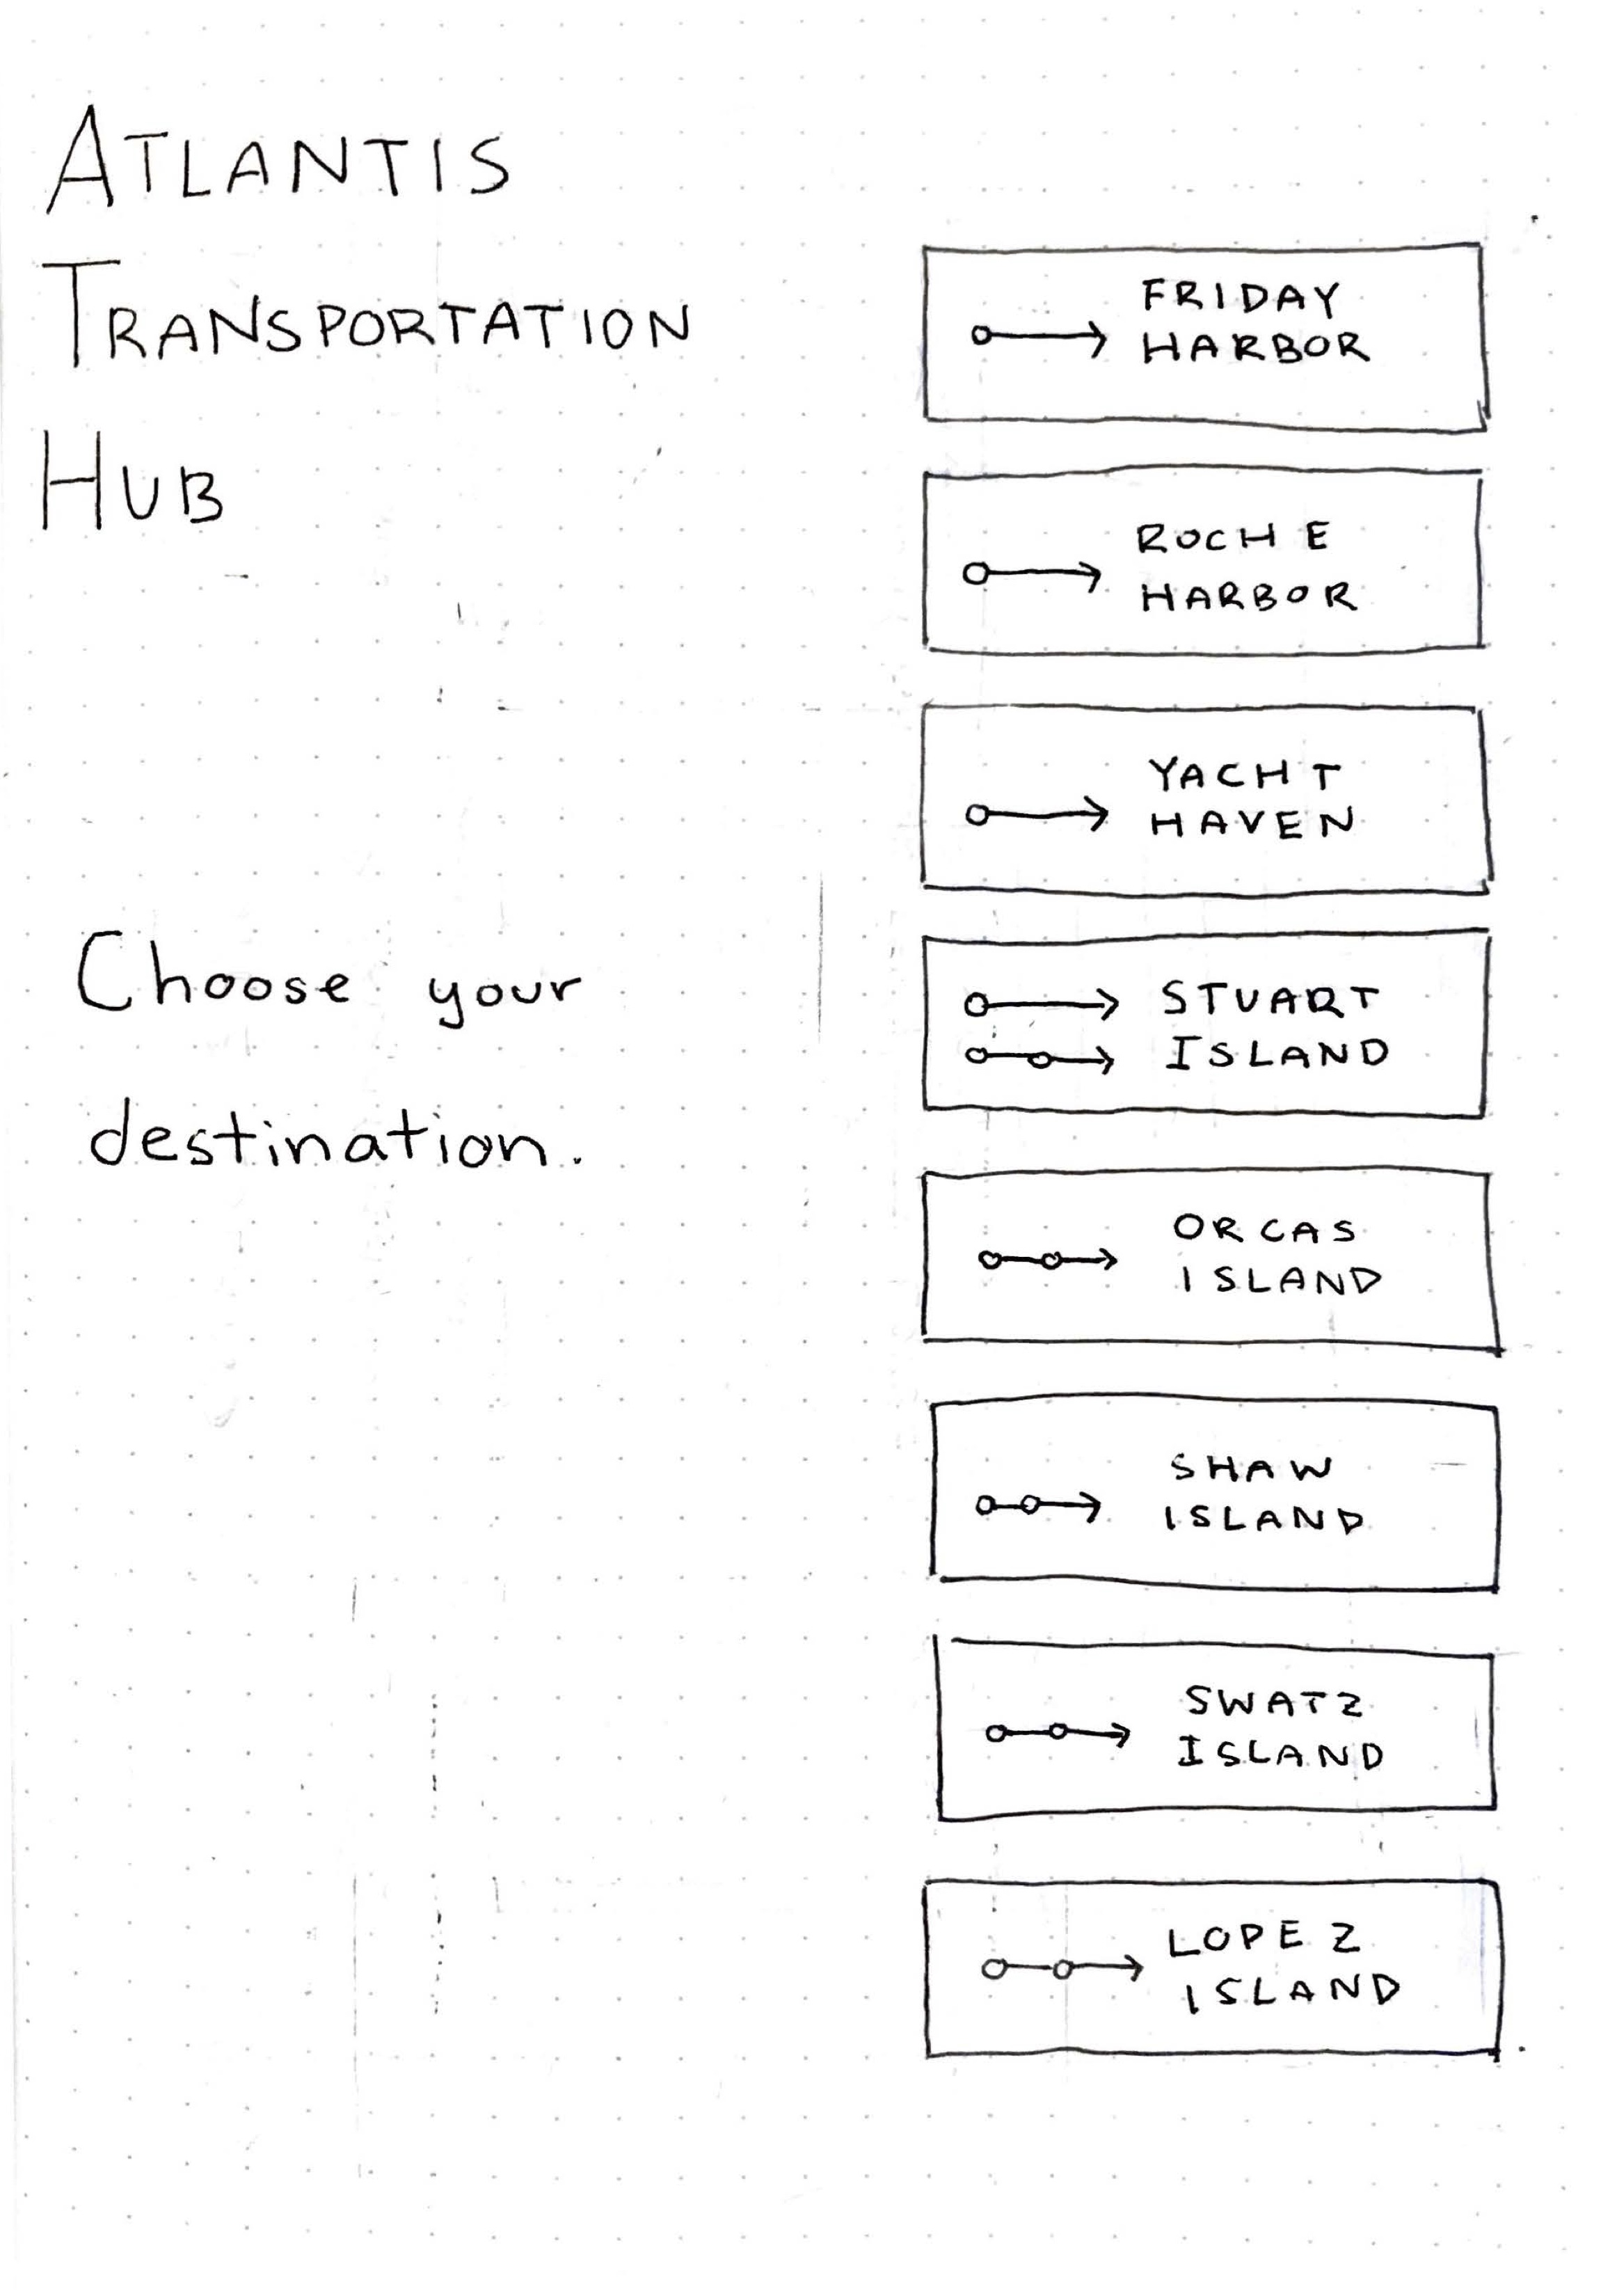 ATLANTIS
TRANSPORTATION
HUB
Choose your
destination.
FRIDAY
HARBOR
ROCHE
HARBOR
YACHT
HAVEN
STUART
ISLAND
ORCAS
ISLAND
SHAW
ISLAND
SWATZ
ISLAND
LOPEZ
ISLAND